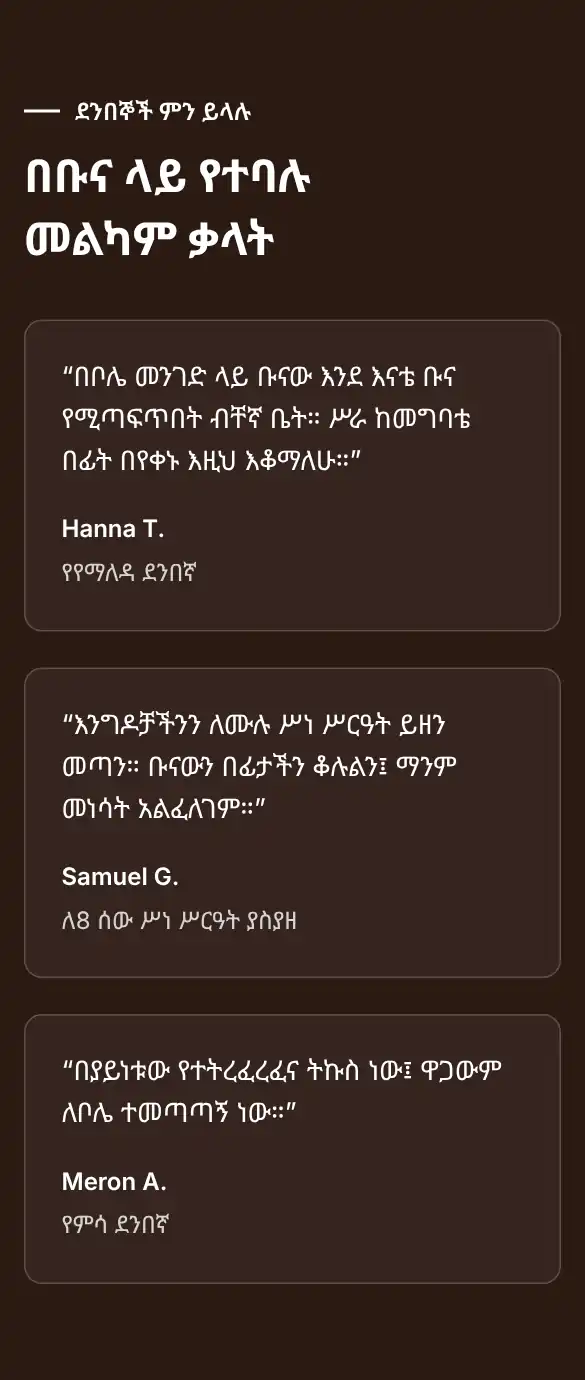 ደንበኞች ምን ይላሉ
በቡና ላይ የተባሉ
መልካም ቃላት
“በቦሌ መንገድ ላይ ቡናው እንደ እናቴ ቡና
የሚጣፍጥበት ብቸኛ ቤት። ሥራ ከመግባቴ
በፊት በየቀኑ እዚህ እቆማለሁ።”
Hanna T.
የየማለዳ ደንበኛ
“እንግዶቻችንን ለሙሉ ሥነ ሥርዓት ይዘን
መጣን። ቡናውን በፊታችን ቆሉልን፤ ማንም
መነሳት አልፈለገም።”
Samuel G.
ለ8 ሰው ሥነ ሥርዓት ያስያዘ
“በያይነቱው የተትረፈረፈና ትኩስ ነው፤ ዋጋውም
ለቦሌ ተመጣጣኝ ነው።”
Meron A.
የምሳ ደንበኛ